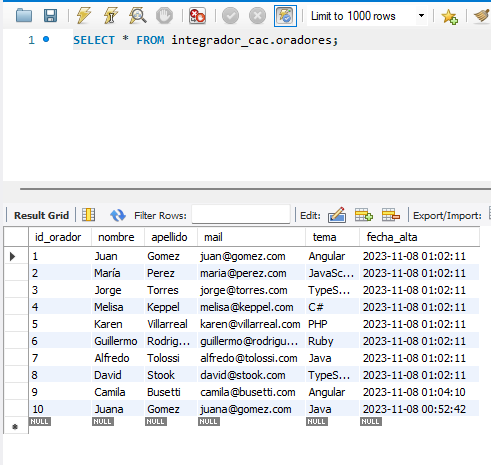 Limit to 1000 rows
1 SELECT * FROM integrador_cac.oradores;
Result Grid Filter Rows: Edit: Export/Import:
id_orador nombre apellido mail tema fecha_alta
1 Juan Gomez juan@gomez.com Angular 2023-11-08 01:02:11
2 María Perez maria@perez.com JavaSc... 2023-11-08 01:02:11
3 Jorge Torres jorge@torres.com TypeS... 2023-11-08 01:02:11
4 Melisa Keppel melisa@keppel.com C# 2023-11-08 01:02:11
5 Karen Villarreal karen@villarreal.com PHP 2023-11-08 01:02:11
6 Guillermo Rodrig... guillermo@rodrigu... Ruby 2023-11-08 01:02:11
7 Alfredo Tolossi alfredo@tolossi.com Java 2023-11-08 01:02:11
8 David Stook david@stook.com TypeS... 2023-11-08 01:02:11
9 Camila Busetti camila@busetti.com Angular 2023-11-08 01:04:10
10 Juana Gomez juana@gomez.com Java 2023-11-08 00:52:42
NULL NULL NULL NULL NULL NULL